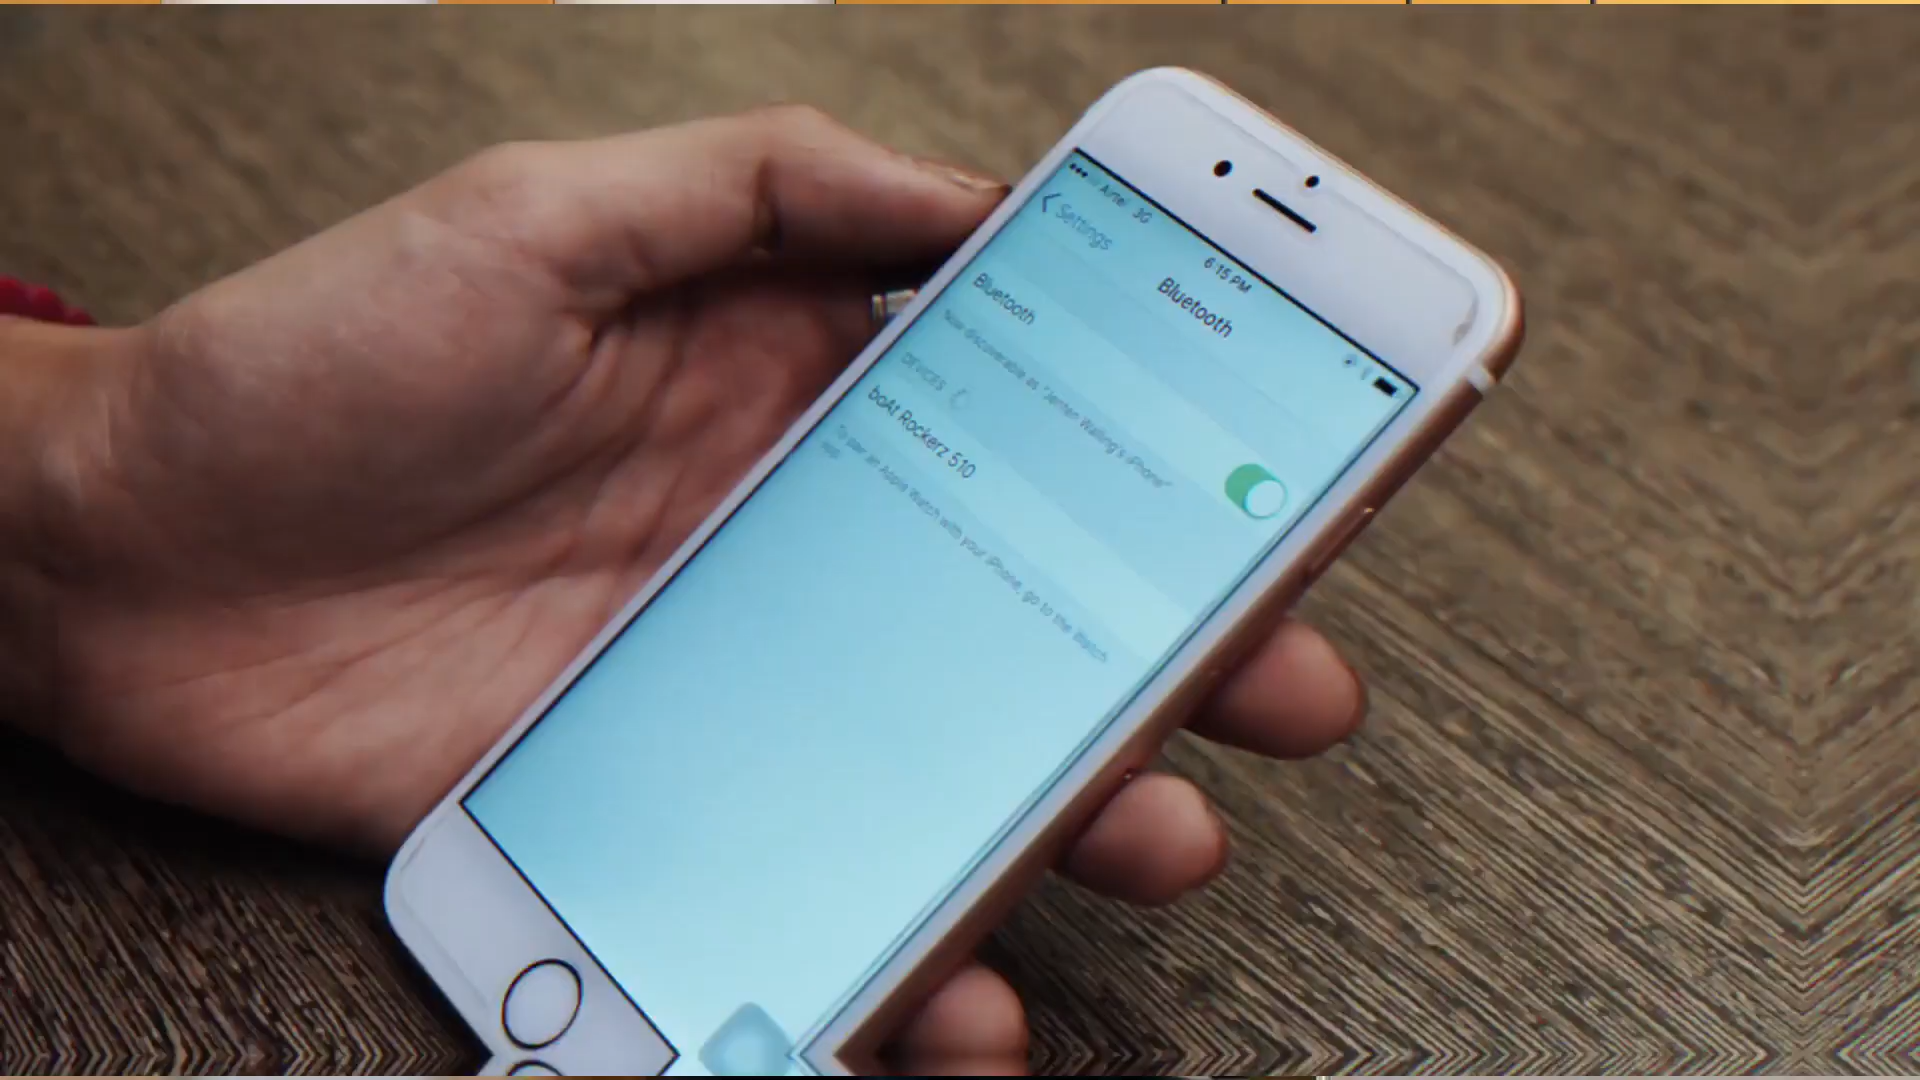 Airtel 3G
6:15 PM
Settings
Bluetooth
Bluetooth
Now discoverable as "Jenten Walling's iPhone"
DEVICES
boAt Rockerz 510
To pair an Apple Watch with your iPhone, go to the Watch
app.